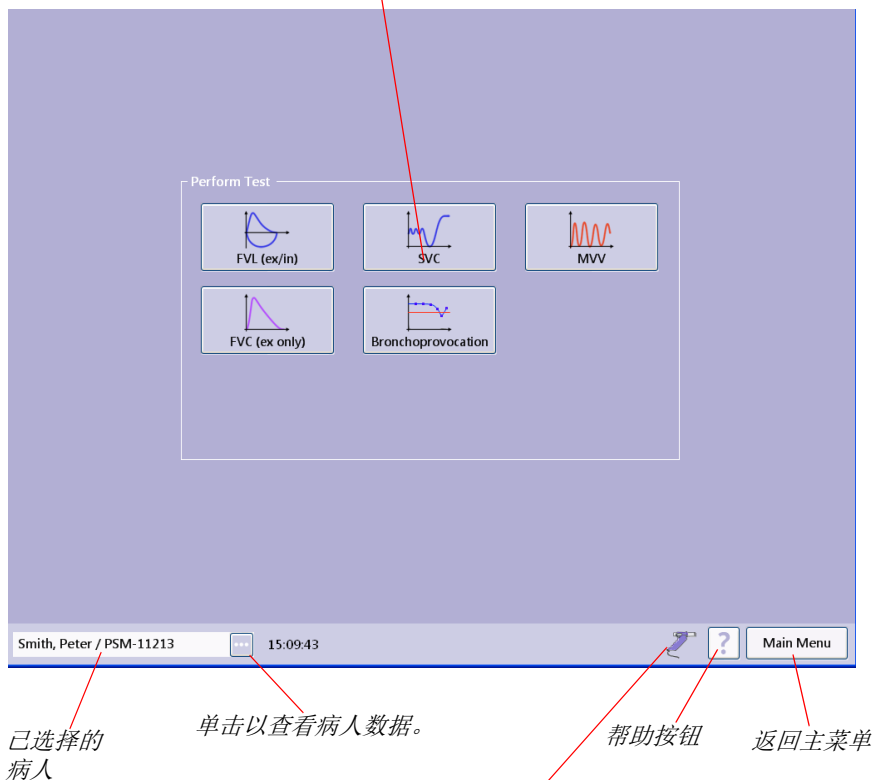 Perform Test
FVL (ex/in)
SVC
MVV
FVC (ex only)
Bronchoprovocation
Smith, Peter / PSM-11213
...
15:09:43
?
Main Menu
单击以查看病人数据。
帮助按钮
返回主菜单
已选择的
病人